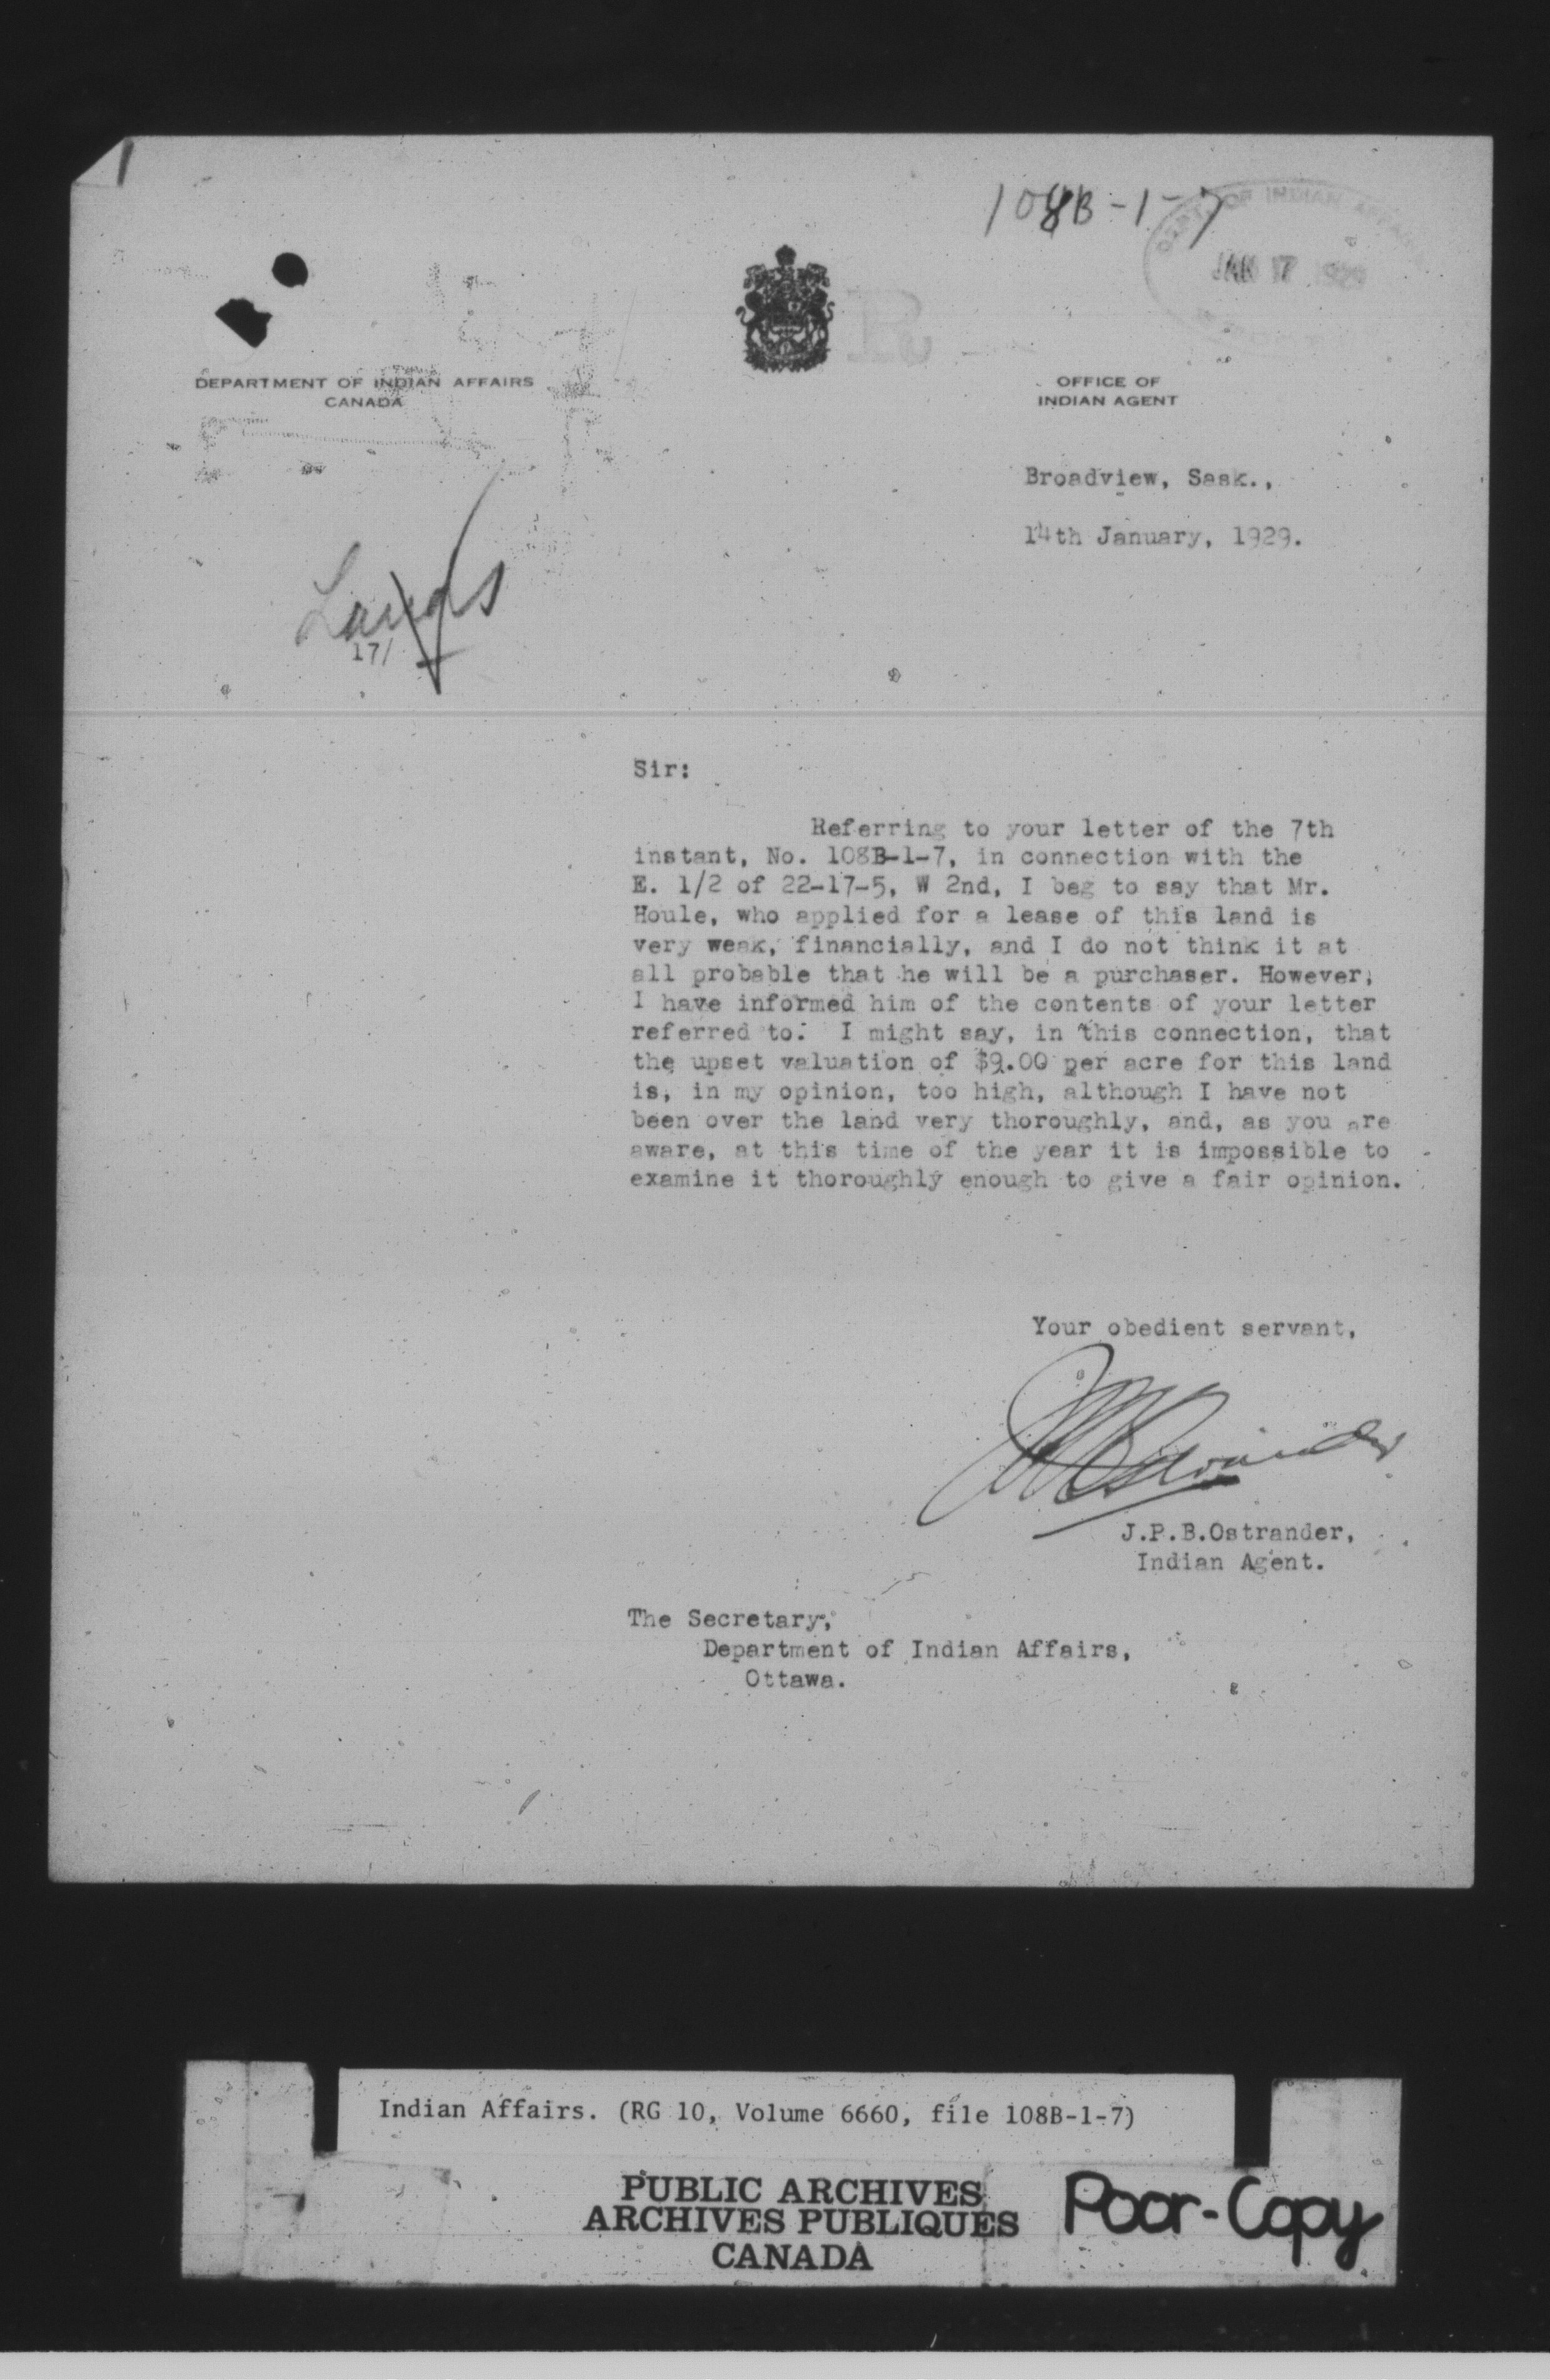 108B-1-7
DEPT. OF INDIAN AFFAIRS
JAN 17 1929
DEPARTMENT OF INDIAN AFFAIRS
CANADA
OFFICE OF
INDIAN AGENT
Broadview, Sask.,
14th January, 1929.
Lands
17/
Sir:
Referring to your letter of the 7th
instant, No. 108B-1-7, in connection with the
E. 1/2 of 22-17-5, W 2nd, I beg to say that Mr.
Houle, who applied for a lease of this land is
very weak, financially, and I do not think it at
all probable that he will be a purchaser. However,
I have informed him of the contents of your letter
referred to. I might say, in this connection, that
the upset valuation of $9.00 per acre for this land
is, in my opinion, too high, although I have not
been over the land very thoroughly, and, as you are
aware, at this time of the year it is impossible to
examine it thoroughly enough to give a fair opinion.
Your obedient servant,
J.P.B.Ostrander,
Indian Agent.
The Secretary,
Department of Indian Affairs,
Ottawa.
Indian Affairs. (RG 10, Volume 6660, file 108B-1-7)
PUBLIC ARCHIVES
ARCHIVES PUBLIQUES
CANADA
Poor-Copy